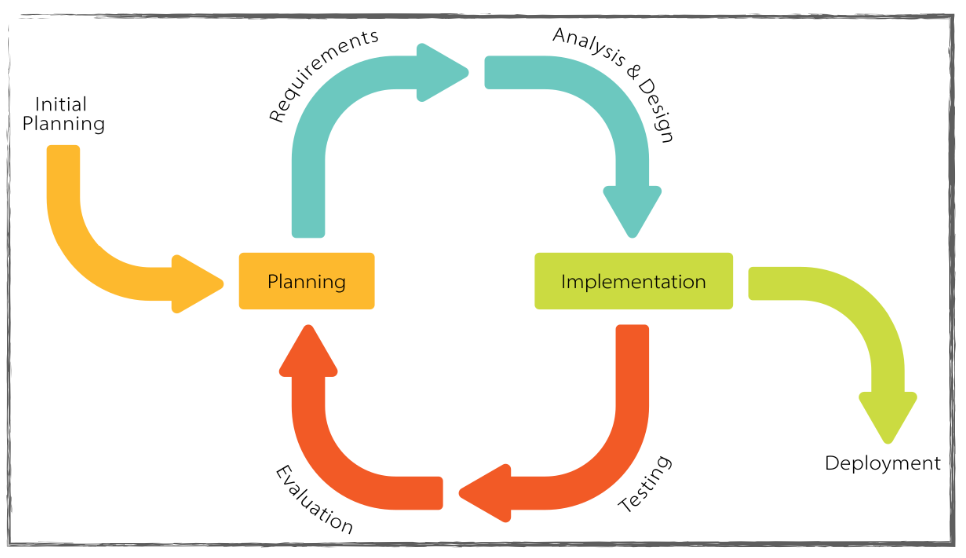 Initial
Planning
Requirements
Analysis & Design
Planning
Implementation
Evaluation
Testing
Deployment